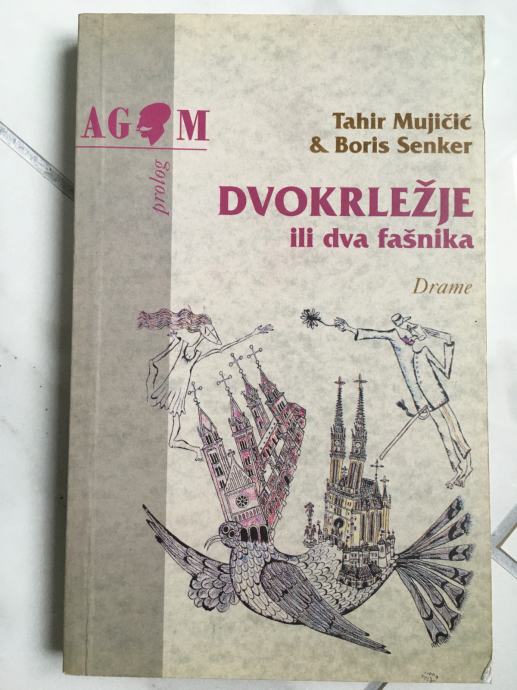 AGM
prolog
Tahir Mujičić
& Boris Senker
DVOKRLEŽJE
ili dva fašnika
Drame